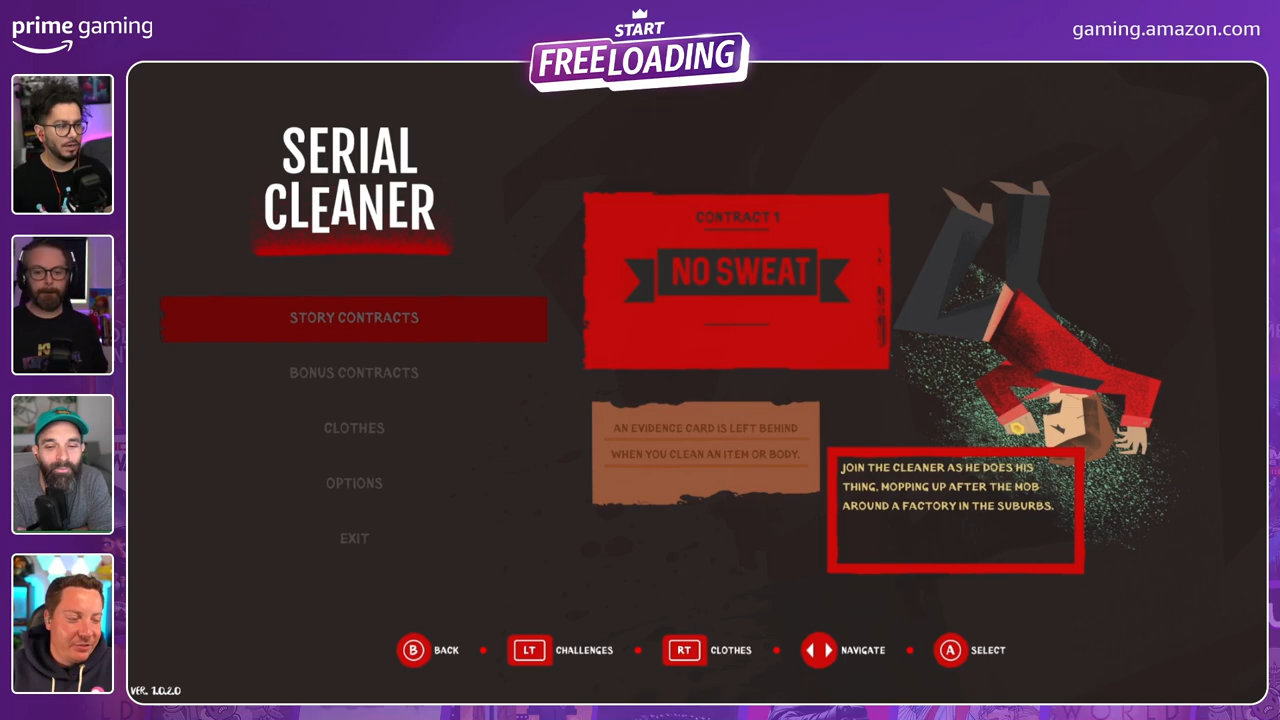 prime gaming
START
FREELOADING
gaming.amazon.com
SERIAL
CLEANER
STORY CONTRACTS
BONUS CONTRACTS
CLOTHES
OPTIONS
EXIT
CONTRACT 1
NO SWEAT
AN EVIDENCE CARD IS LEFT BEHIND
WHEN YOU CLEAN AN ITEM OR BODY.
JOIN THE CLEANER AS HE DOES HIS
THING, MOPPING UP AFTER THE MOB
AROUND A FACTORY IN THE SUBURBS.
B BACK
LT CHALLENGES
RT CLOTHES
NAVIGATE
A SELECT
VER. 1.0.2.0